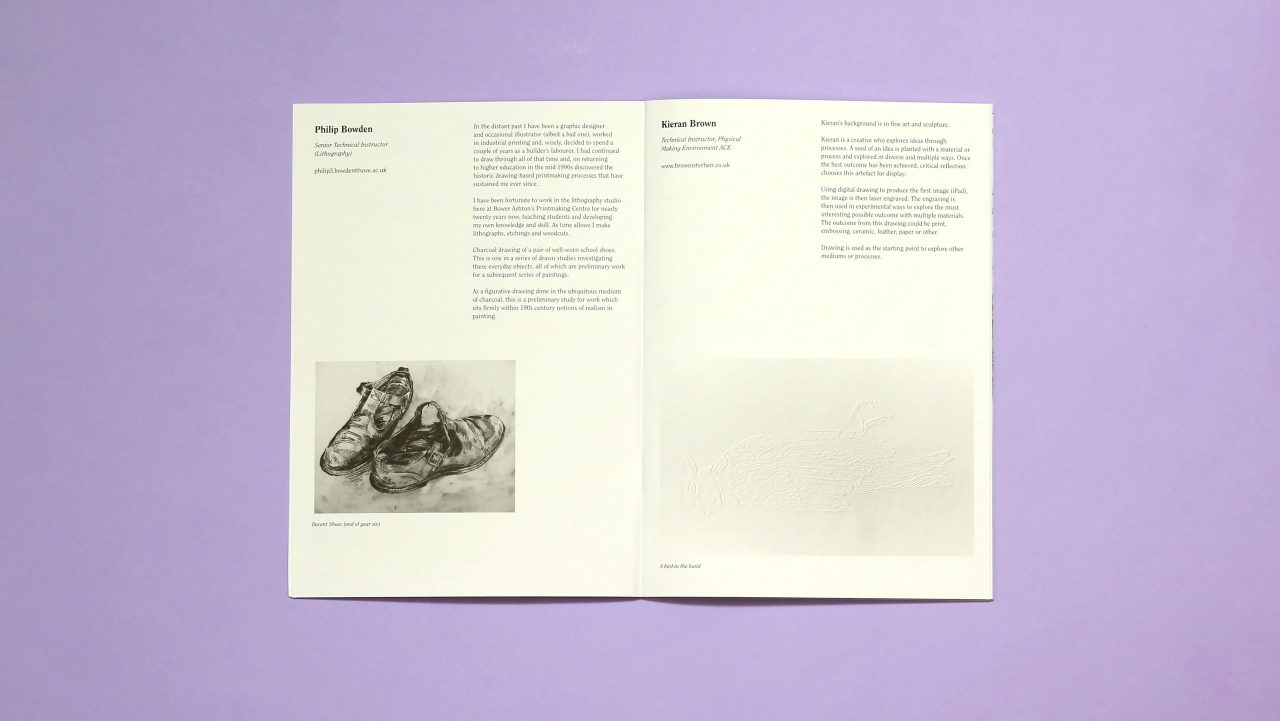 Philip Bowden
Senior Technical Instructor
(Lithography)
philip3.bowden@uwe.ac.uk
In the distant past I have been a graphic designer
and occasional illustrator (albeit a bad one), worked
in industrial printing and, wisely, decided to spend a
couple of years as a builder's labourer. I had continued
to draw through all of that time and, on returning
to higher education in the mid-1990s discovered the
historic drawing-based printmaking processes that have
sustained me ever since.
I have been fortunate to work in the lithography studio
here at Bower Ashton's Printmaking Centre for nearly
twenty years now, teaching students and developing
my own knowledge and skill. As time allows I make
lithographs, etchings and woodcuts.
Charcoal drawing of a pair of well-worn school shoes.
This is one in a series of drawn studies investigating
these everyday objects, all of which are preliminary work
for a subsequent series of paintings.
As a figurative drawing done in the ubiquitous medium
of charcoal, this is a preliminary study for work which
sits firmly within 19th century notions of realism in
painting.
Shoes (end of year six)
Kieran Brown
Technical Instructor, Physical
Making Environment ACE
Kieran's background is in fine art and sculpture.
Kieran is a creative who explores ideas through
processes. A seed of an idea is planted with a material or
process and explored in diverse and multiple ways. Once
the best outcome has been achieved, critical reflection
chooses this artefact for display.
Using digital drawing to produce the first image (iPad),
the image is then laser engraved. The engraving is
then used in experimental ways to explore the most
interesting possible outcome with multiple materials.
The outcome from this drawing could be print,
embossing, ceramic, leather, paper or other.
Drawing is used as the starting point to explore other
mediums or processes.
A bird in the hand